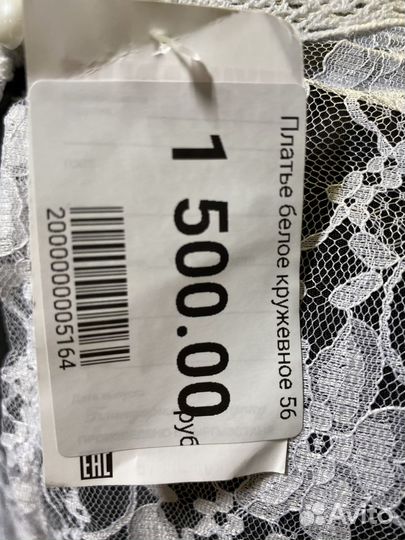 Платье белое кружевное 56
1 500.00
руб
2000000005164
EAC
Avito